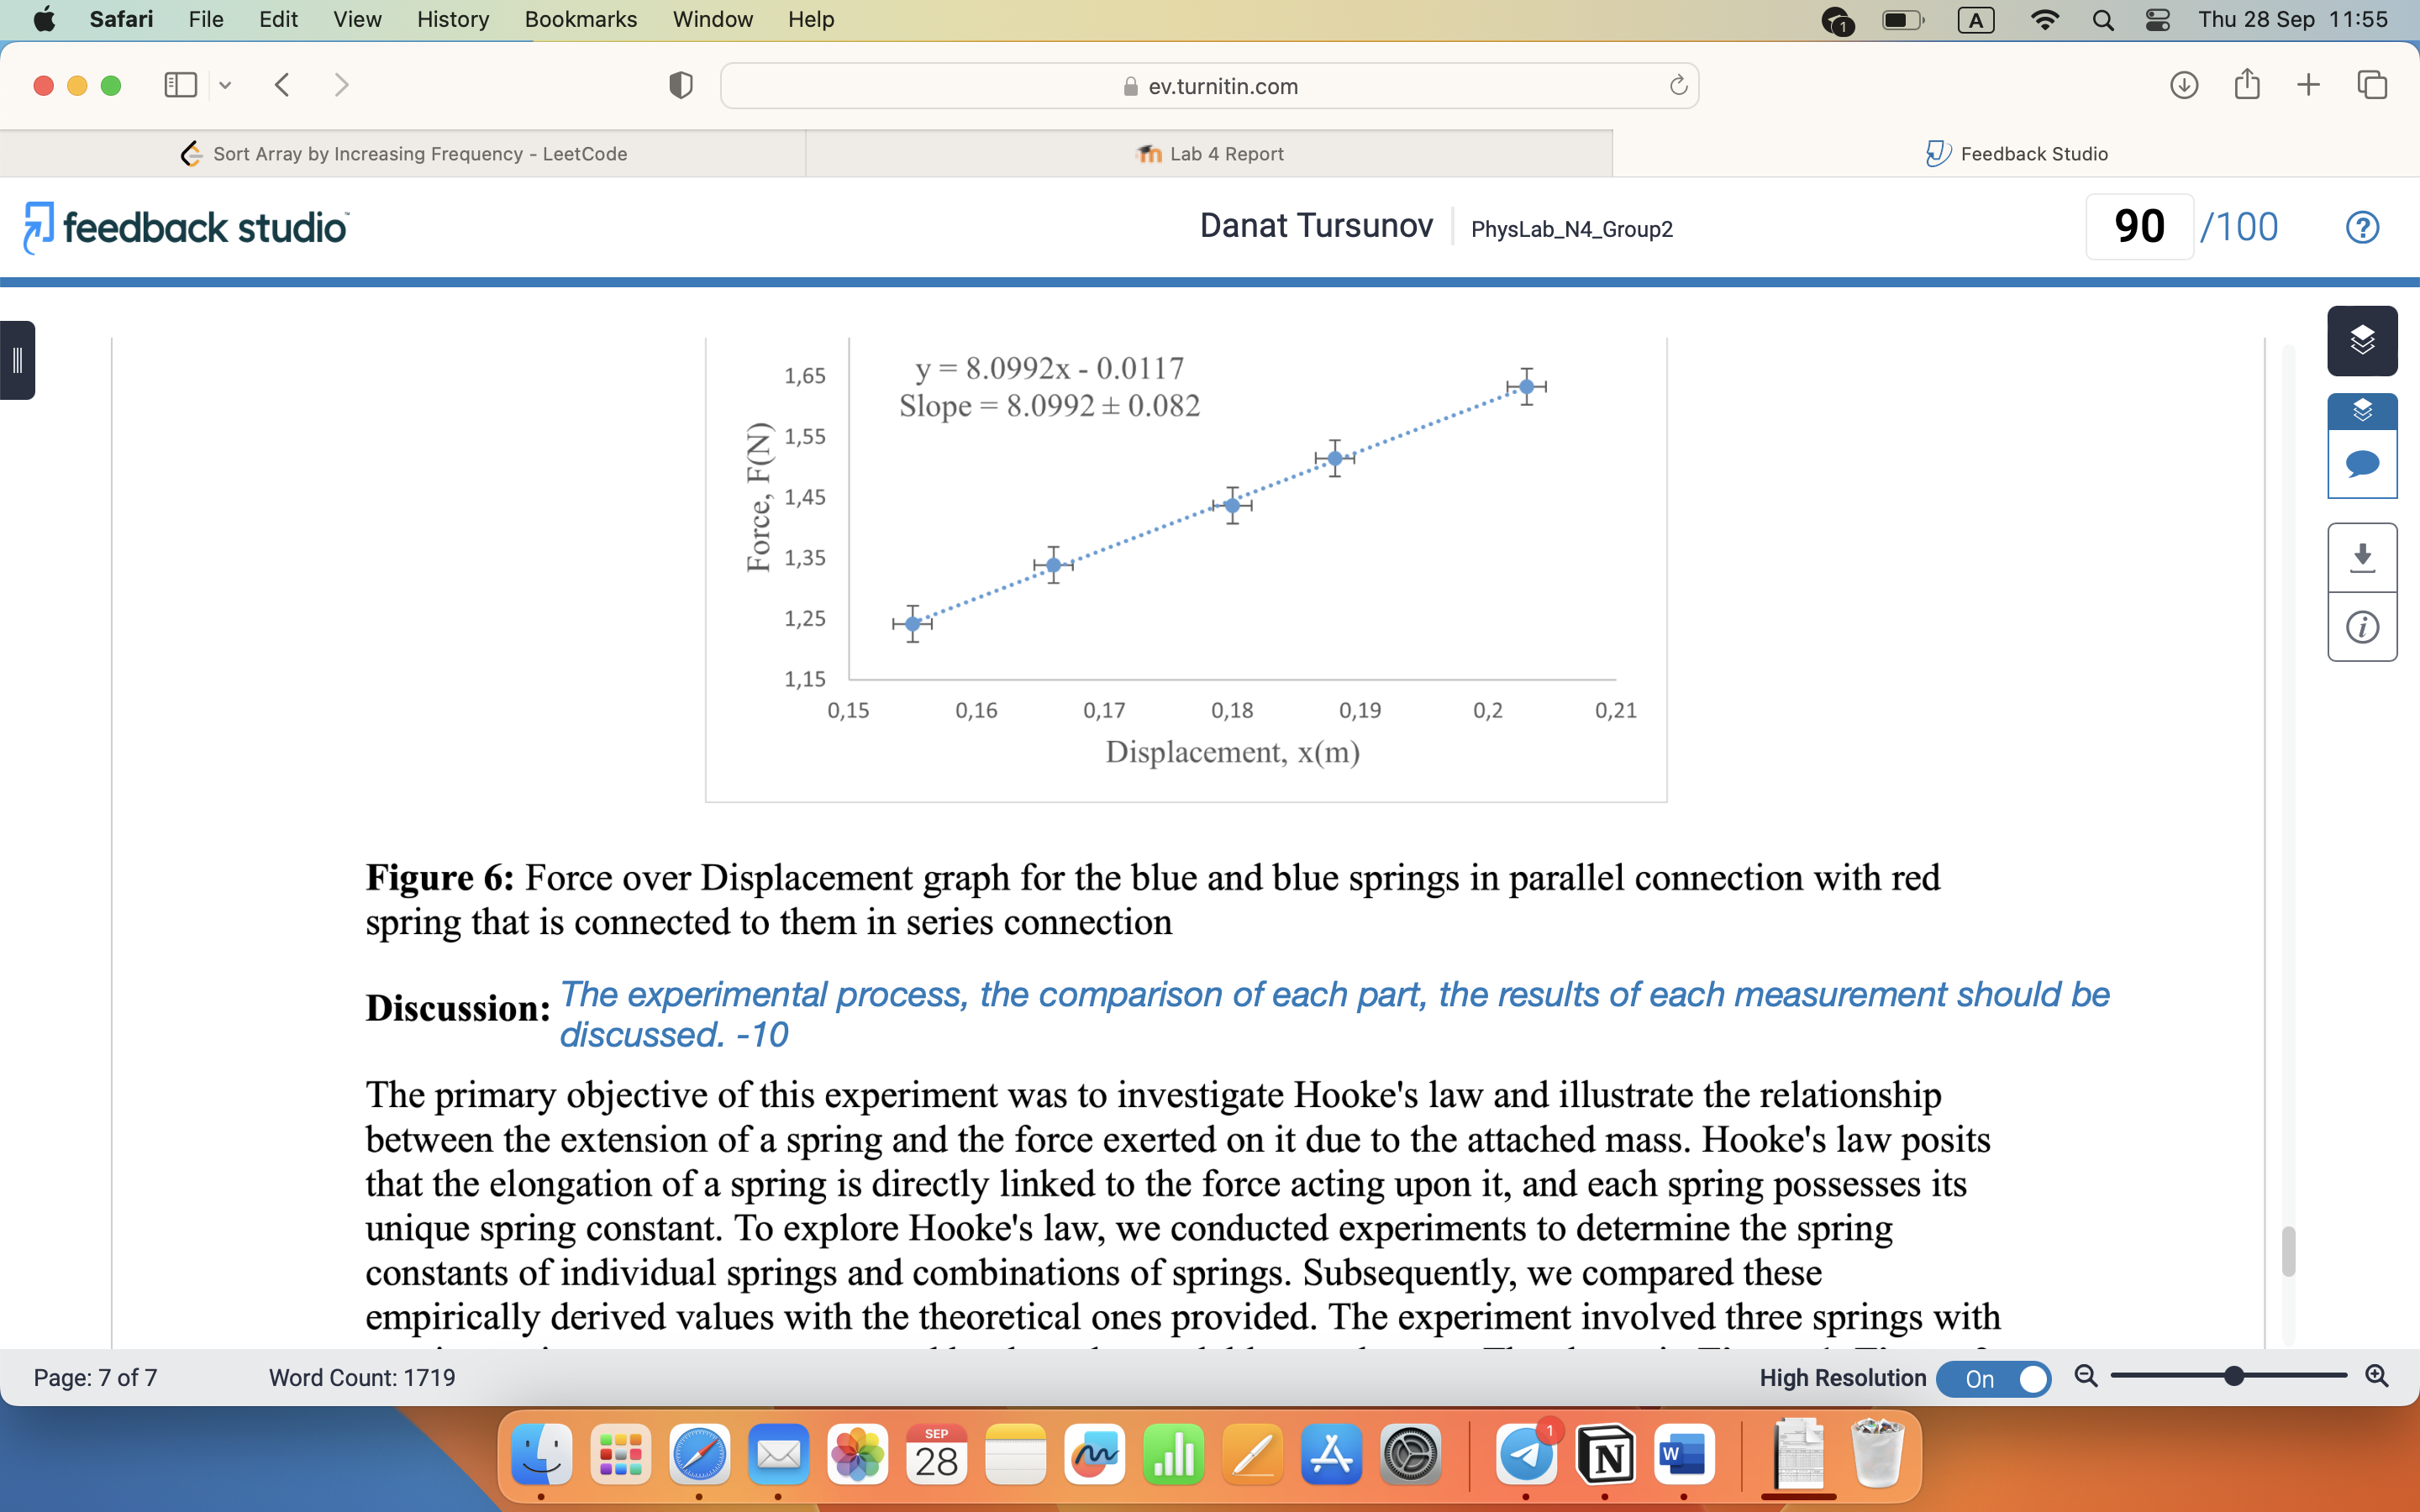 Safari File Edit View History Bookmarks Window Help 1 A Thu 28 Sep 11:55
ev.turnitin.com
Sort Array by Increasing Frequency - LeetCode
Lab 4 Report
Feedback Studio
feedback studio
Danat Tursunov PhysLab_N4_Group2 90 /100 ?
y = 8.0992x - 0.0117
Slope = 8.0992 ± 0.082
Force, F(N)
1,65
1,55
1,45
1,35
1,25
1,15
0,15 0,16 0,17 0,18 0,19 0,2 0,21
Displacement, x(m)
Figure 6: Force over Displacement graph for the blue and blue springs in parallel connection with red
spring that is connected to them in series connection
Discussion: The experimental process, the comparison of each part, the results of each measurement should be
discussed. -10
The primary objective of this experiment was to investigate Hooke's law and illustrate the relationship
between the extension of a spring and the force exerted on it due to the attached mass. Hooke's law posits
that the elongation of a spring is directly linked to the force acting upon it, and each spring possesses its
unique spring constant. To explore Hooke's law, we conducted experiments to determine the spring
constants of individual springs and combinations of springs. Subsequently, we compared these
empirically derived values with the theoretical ones provided. The experiment involved three springs with
Page: 7 of 7 Word Count: 1719 High Resolution On
SEP
28
1
N
W